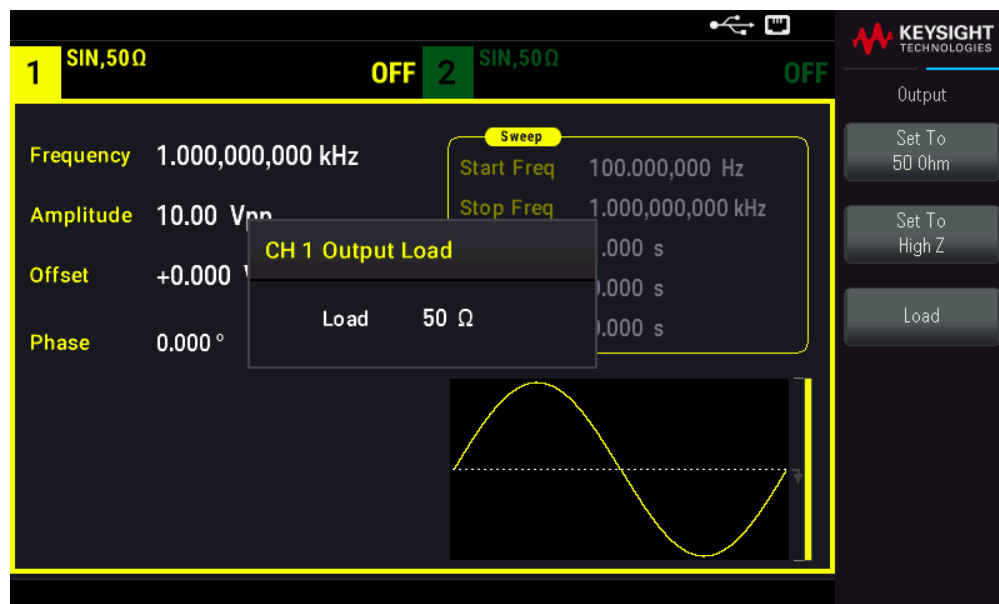 KEYSIGHT
TECHNOLOGIES
1 SIN,50Ω OFF 2 SIN,50Ω OFF
Output
Sweep
Set To
50 Ohm
Frequency 1.000,000,000 kHz
Start Freq 100.000,000 Hz
Amplitude 10.00
Stop Freq 1.000,000,000 kHz
Set To
High Z
CH 1 Output Load
.000 s
Offset +0.000
.000 s
Load 50 Ω
.000 s
Load
Phase 0.000°